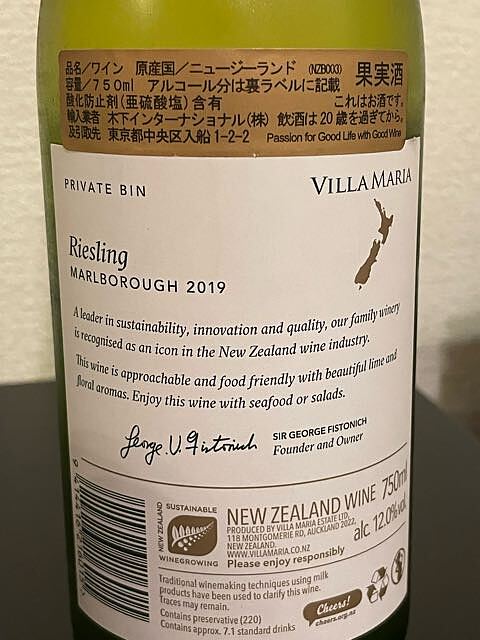 品名/ワイン 原産国/ニュージーランド (NZB003) 果実酒
容量/750ml アルコール分は裏ラベルに記載
酸化防止剤(亜硫酸塩)含有 これはお酒です。
輸入業者 木下インターナショナル(株) 飲酒は20歳を過ぎてから。
及引取先 東京都中央区入船1-2-2 Passion for Good Life with Good Wine
PRIVATE BIN
VILLA MARIA
Riesling
MARLBOROUGH 2019
A leader in sustainability, innovation and quality, our family winery
is recognised as an icon in the New Zealand wine industry.
This wine is approachable and food friendly with beautiful lime and
floral aromas. Enjoy this wine with seafood or salads.
George V. Fistonich
SIR GEORGE FISTONICH
Founder and Owner
NEW ZEALAND
SUSTAINABLE
WINEGROWING
NEW ZEALAND WINE 750ml
PRODUCED BY VILLA MARIA ESTATE LTD,
118 MONTGOMERIE RD, AUCKLAND 2022,
NEW ZEALAND.
WWW.VILLAMARIA.CO.NZ
alc. 12.0%vol
Please enjoy responsibly
Traditional winemaking techniques using milk
products have been used to clarify this wine.
Traces may remain.
Contains preservative (220)
Contains approx. 7.1 standard drinks
Cheers!
cheers.org.nz